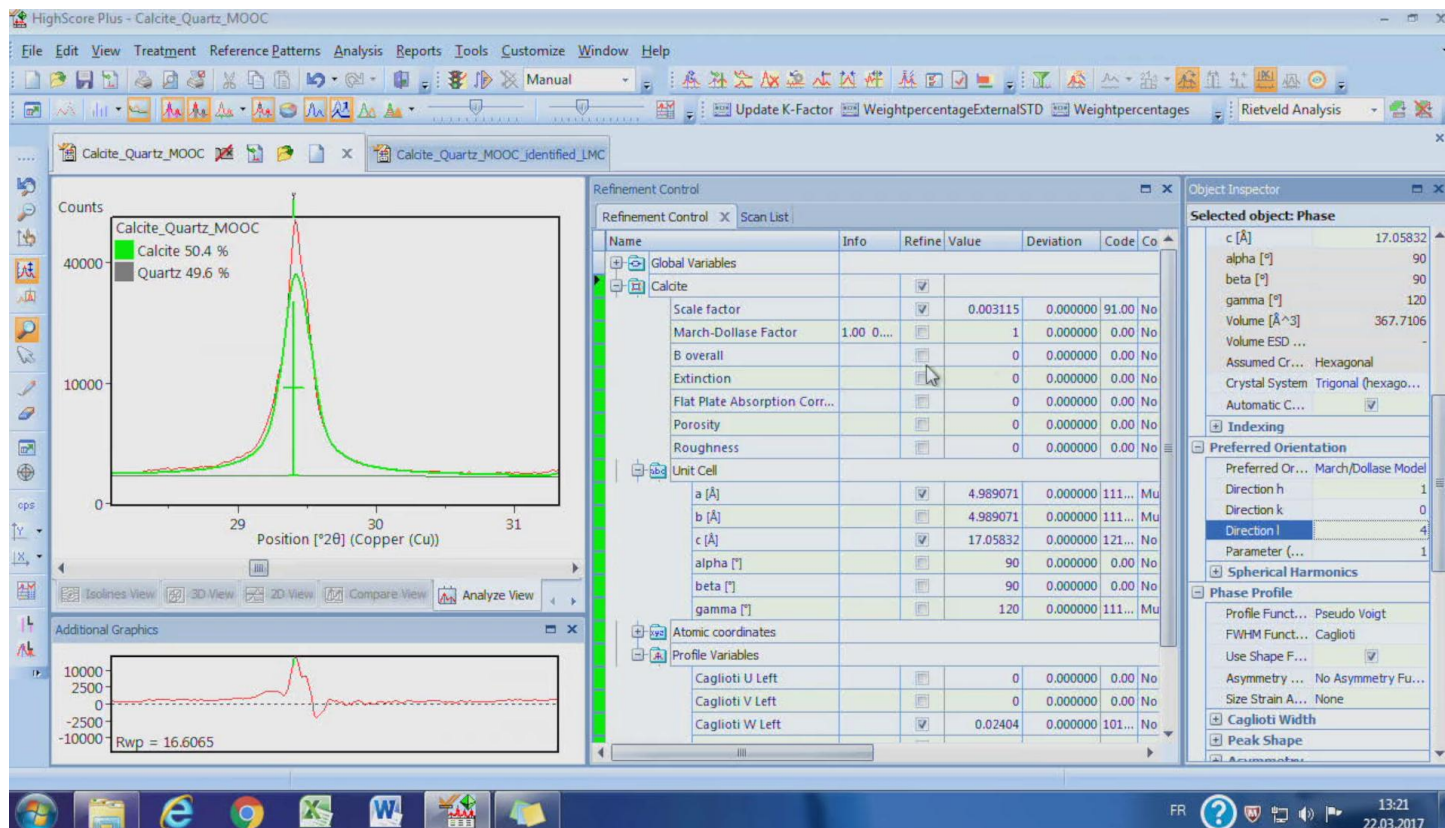 HighScore Plus - Calcite_Quartz_MOOC
File Edit View Treatment Reference Patterns Analysis Reports Tools Customize Window Help
Manual
Update K-Factor WeightpercentageExternalSTD Weightpercentages Rietveld Analysis
Calcite_Quartz_MOOC Calcite_Quartz_MOOC_identified_LMC
Counts
Calcite_Quartz_MOOC
Calcite 50.4 %
Quartz 49.6 %
40000
10000
0
29 30 31
Position [°2θ] (Copper (Cu))
Isolines View 3D View 2D View Compare View Analyze View
Additional Graphics
10000
2500
0
-2500
-10000
Rwp = 16.6065
Refinement Control
Refinement Control X Scan List
Name Info Refine Value Deviation Code Co
Global Variables
Calcite
Scale factor 0.003115 0.000000 91.00 No
March-Dollase Factor 1.00 0.... 1 0.000000 0.00 No
B overall 0 0.000000 0.00 No
Extinction 0 0.000000 0.00 No
Flat Plate Absorption Corr... 0 0.000000 0.00 No
Porosity 0 0.000000 0.00 No
Roughness 0 0.000000 0.00 No
Unit Cell
a [Å] 4.989071 0.000000 111... Mu
b [Å] 4.989071 0.000000 111... Mu
c [Å] 17.05832 0.000000 121... No
alpha [°] 90 0.000000 0.00 No
beta [°] 90 0.000000 0.00 No
gamma [°] 120 0.000000 111... Mu
Atomic coordinates
Profile Variables
Caglioti U Left 0 0.000000 0.00 No
Caglioti V Left 0 0.000000 0.00 No
Caglioti W Left 0.02404 0.000000 101... No
Object Inspector
Selected object: Phase
c [Å] 17.05832
alpha [°] 90
beta [°] 90
gamma [°] 120
Volume [Å^3] 367.7106
Volume ESD ... -
Assumed Cr... Hexagonal
Crystal System Trigonal (hexago...
Automatic C...
Indexing
Preferred Orientation
Preferred Or... March/Dollase Model
Direction h 1
Direction k 0
Direction l 4
Parameter (... 1
Spherical Harmonics
Phase Profile
Profile Funct... Pseudo Voigt
FWHM Funct... Caglioti
Use Shape F...
Asymmetry ... No Asymmetry Fu...
Size Strain A... None
Caglioti Width
Peak Shape
Asymmetry
FR
13:21
22.03.2017